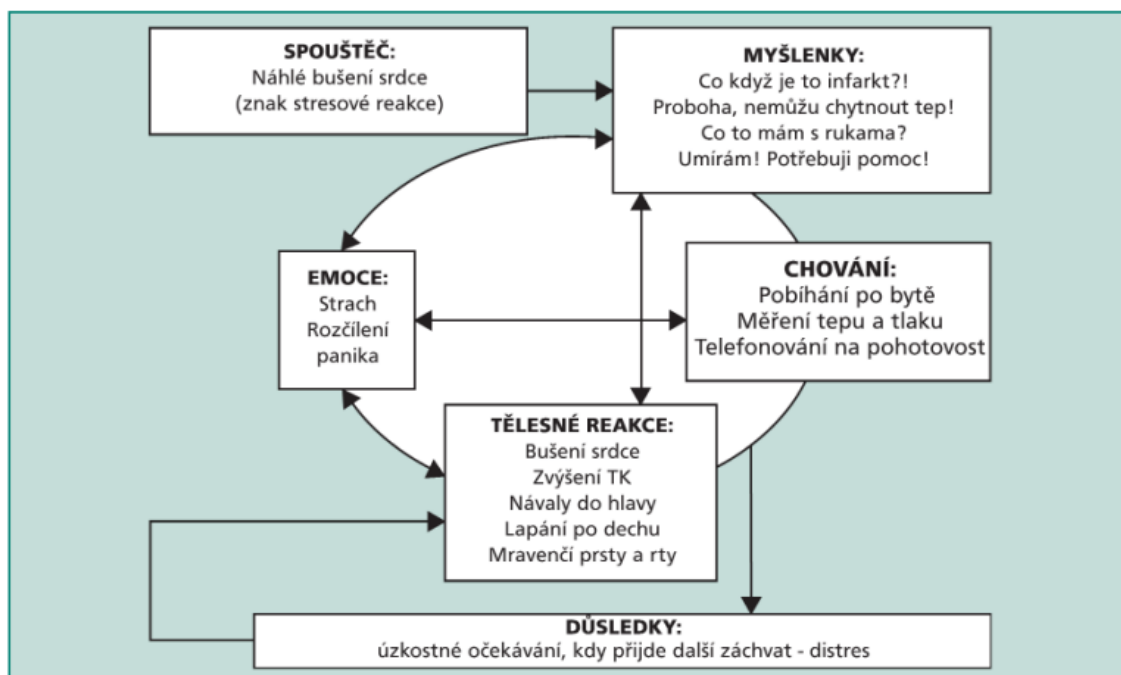 SPOUŠTĚČ:
Náhlé bušení srdce
(znak stresové reakce)
MYŠLENKY:
Co když je to infarkt?!
Proboha, nemůžu chytnout tep!
Co to mám s rukama?
Umírám! Potřebuji pomoc!
EMOCE:
Strach
Rozčílení
panika
CHOVÁNÍ:
Pobíhání po bytě
Měření tepu a tlaku
Telefonování na pohotovost
TĚLESNÉ REAKCE:
Bušení srdce
Zvýšení TK
Návaly do hlavy
Lapání po dechu
Mravenčí prsty a rty
DŮSLEDKY:
úzkostné očekávání, kdy přijde další záchvat - distres